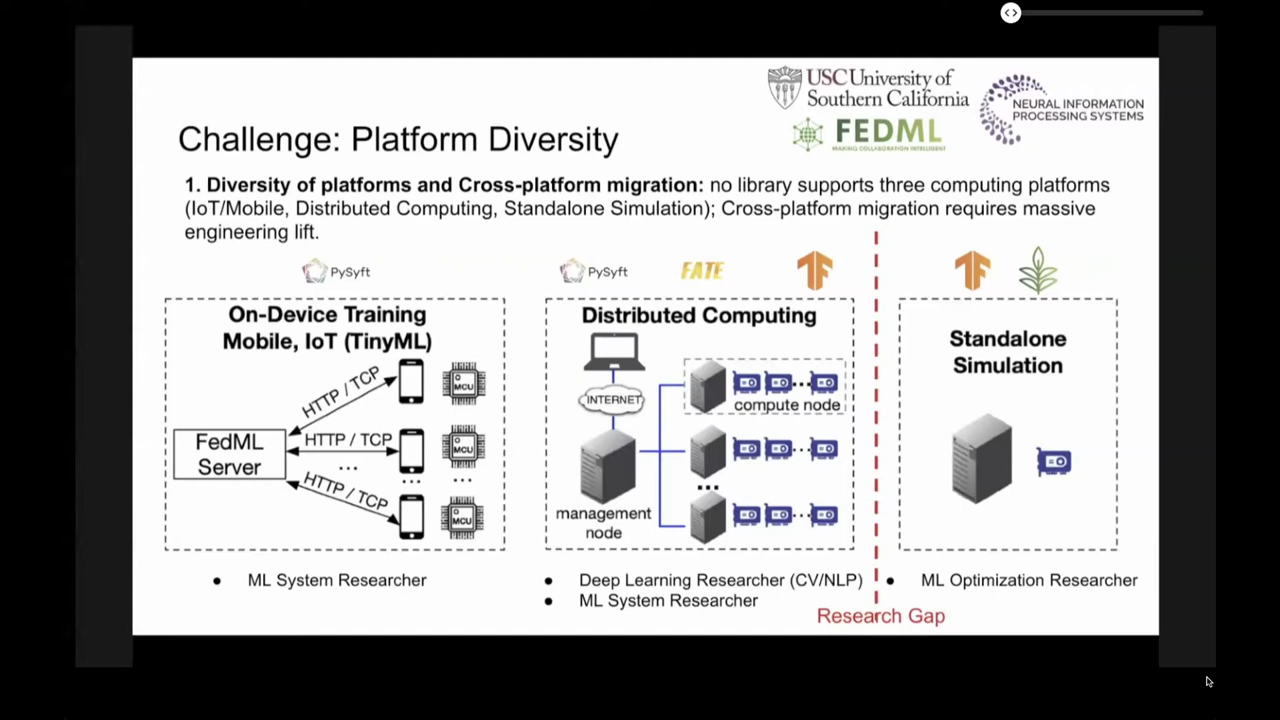 USC University of
Southern California
NEURAL INFORMATION
PROCESSING SYSTEMS
FEDML
MAKING COLLABORATION INTELLIGENT
Challenge: Platform Diversity
1. Diversity of platforms and Cross-platform migration: no library supports three computing platforms
(IoT/Mobile, Distributed Computing, Standalone Simulation); Cross-platform migration requires massive
engineering lift.
PySyft
PySyft
FATE
On-Device Training
Mobile, IoT (TinyML)
HTTP / TCP
MCU
FedML
Server
HTTP / TCP
MCU
...
... ...
HTTP / TCP
MCU
Distributed Computing
INTERNET
...
compute node
...
...
management
node
...
Standalone
Simulation
● ML System Researcher
● Deep Learning Researcher (CV/NLP)
● ML System Researcher
● ML Optimization Researcher
Research Gap